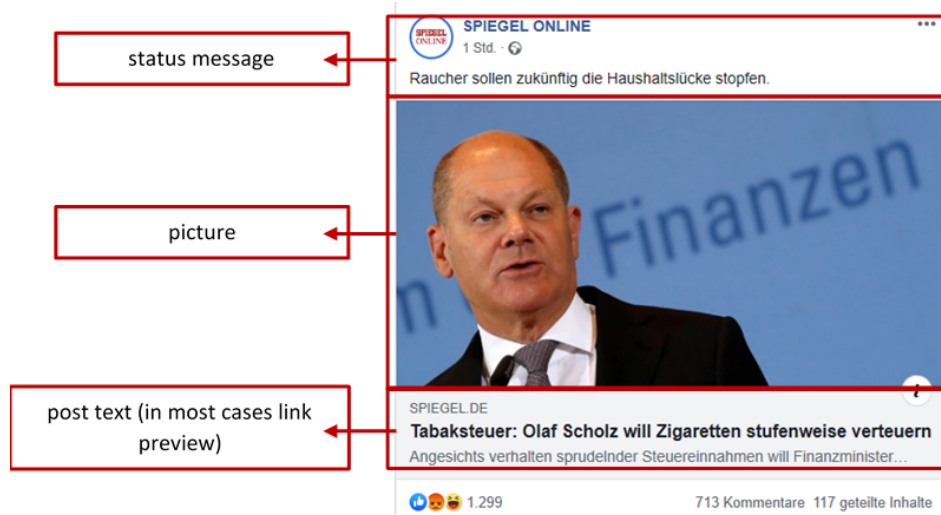 SPIEGEL ONLINE
SPIEGEL ONLINE
1 Std. ·
status message
Raucher sollen zukünftig die Haushaltslücke stopfen.
Finanzen
picture
post text (in most cases link
preview)
SPIEGEL.DE
i
Tabaksteuer: Olaf Scholz will Zigaretten stufenweise verteuern
Angesichts verhalten sprudelnder Steuereinnahmen will Finanzminister...
1.299
713 Kommentare 117 geteilte Inhalte